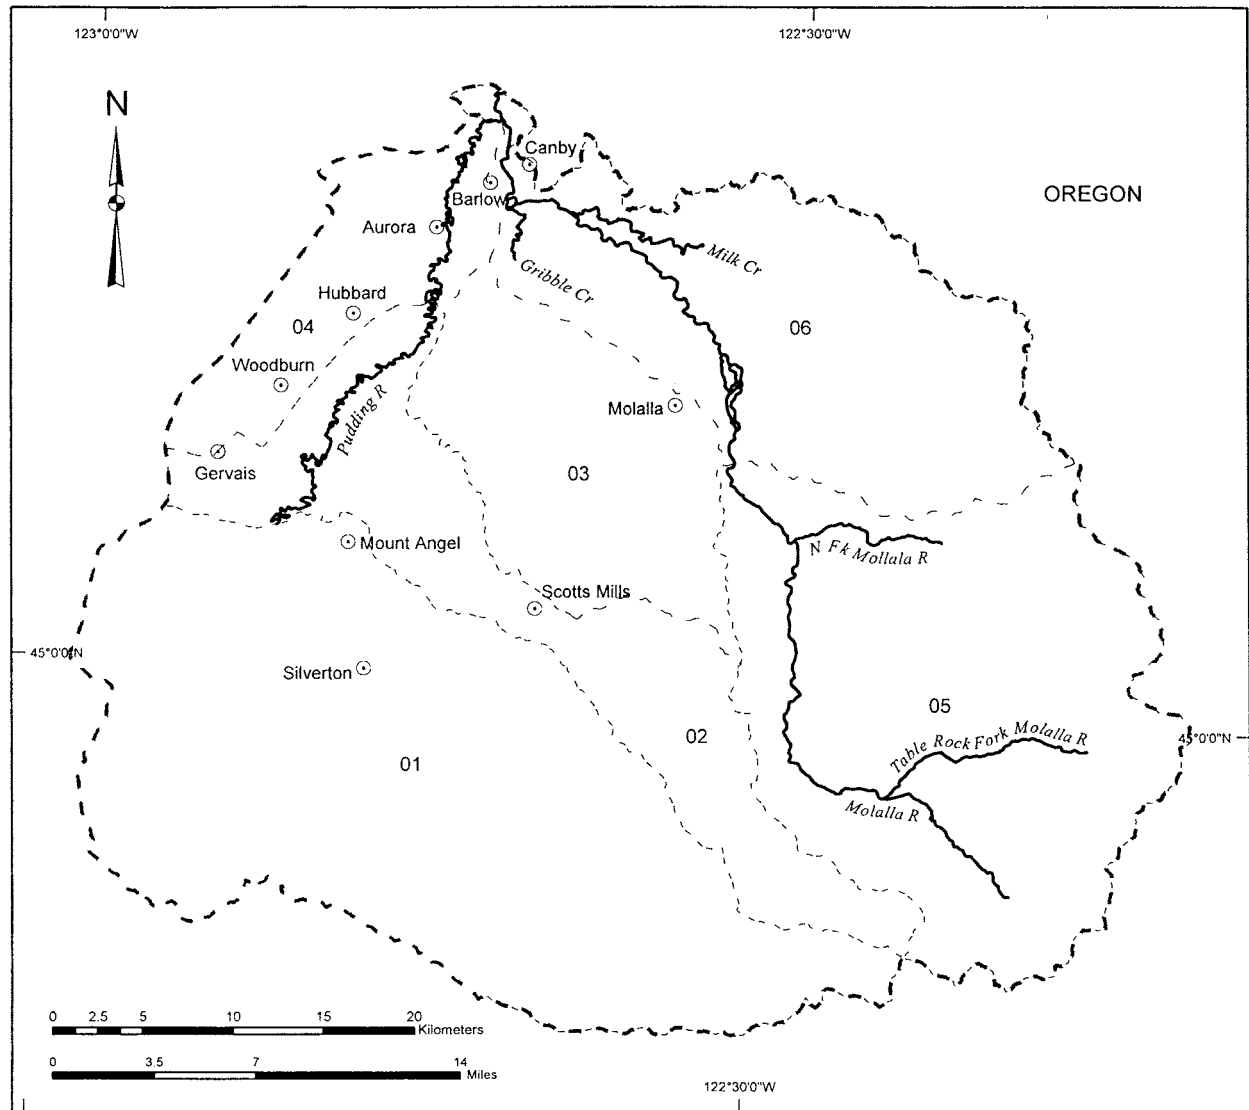 123°0'0"W
122°30'0"W
N
Canby
OREGON
Barlow
Aurora
Milk Cr
Gribble Cr
Hubbard
04
06
Woodburn
Pudding R
Molalla
Gervais
03
Mount Angel
N Fk Mollala R
Scotts Mills
45°0'0"N
Silverton
05
02
Table Rock Fork Molalla R
45°0'0"N
01
Molalla R
0 2.5 5 10 15 20
Kilometers
0 3.5 7 14
Miles
122°30'0"W